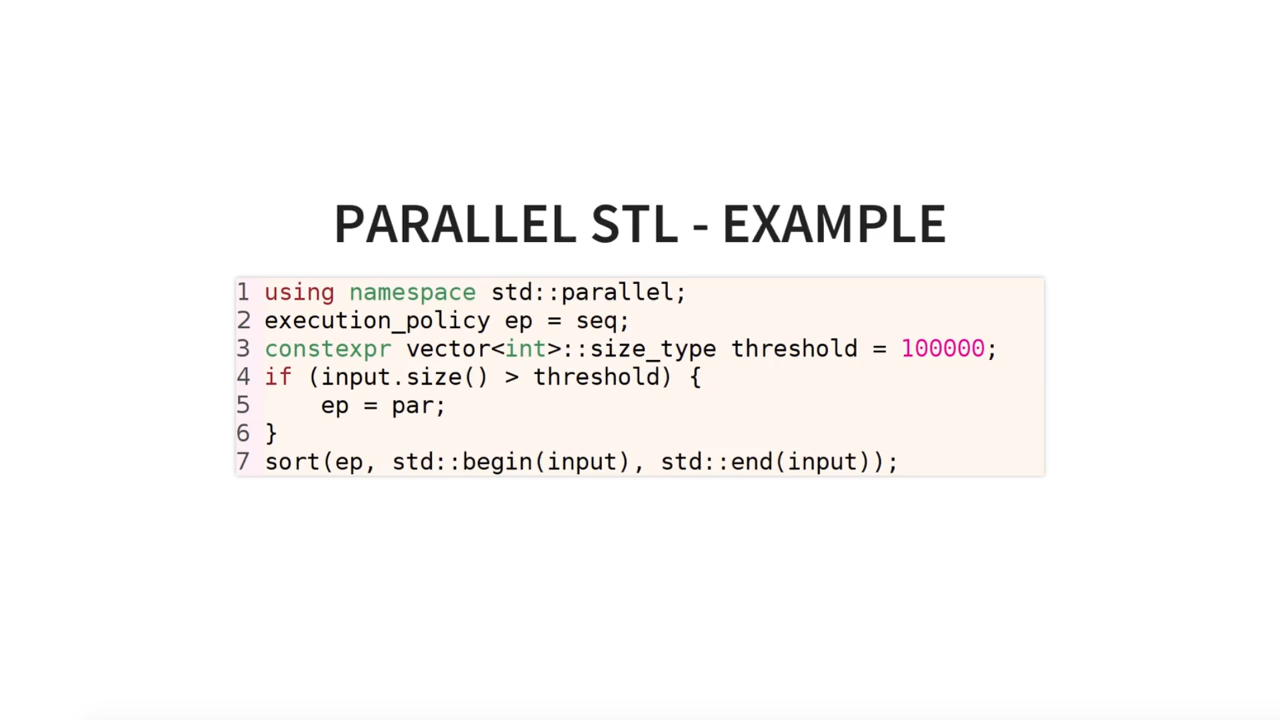 PARALLEL STL - EXAMPLE
1 using namespace std::parallel;
2 execution_policy ep = seq;
3 constexpr vector<int>::size_type threshold = 100000;
4 if (input.size() > threshold) {
5     ep = par;
6 }
7 sort(ep, std::begin(input), std::end(input));